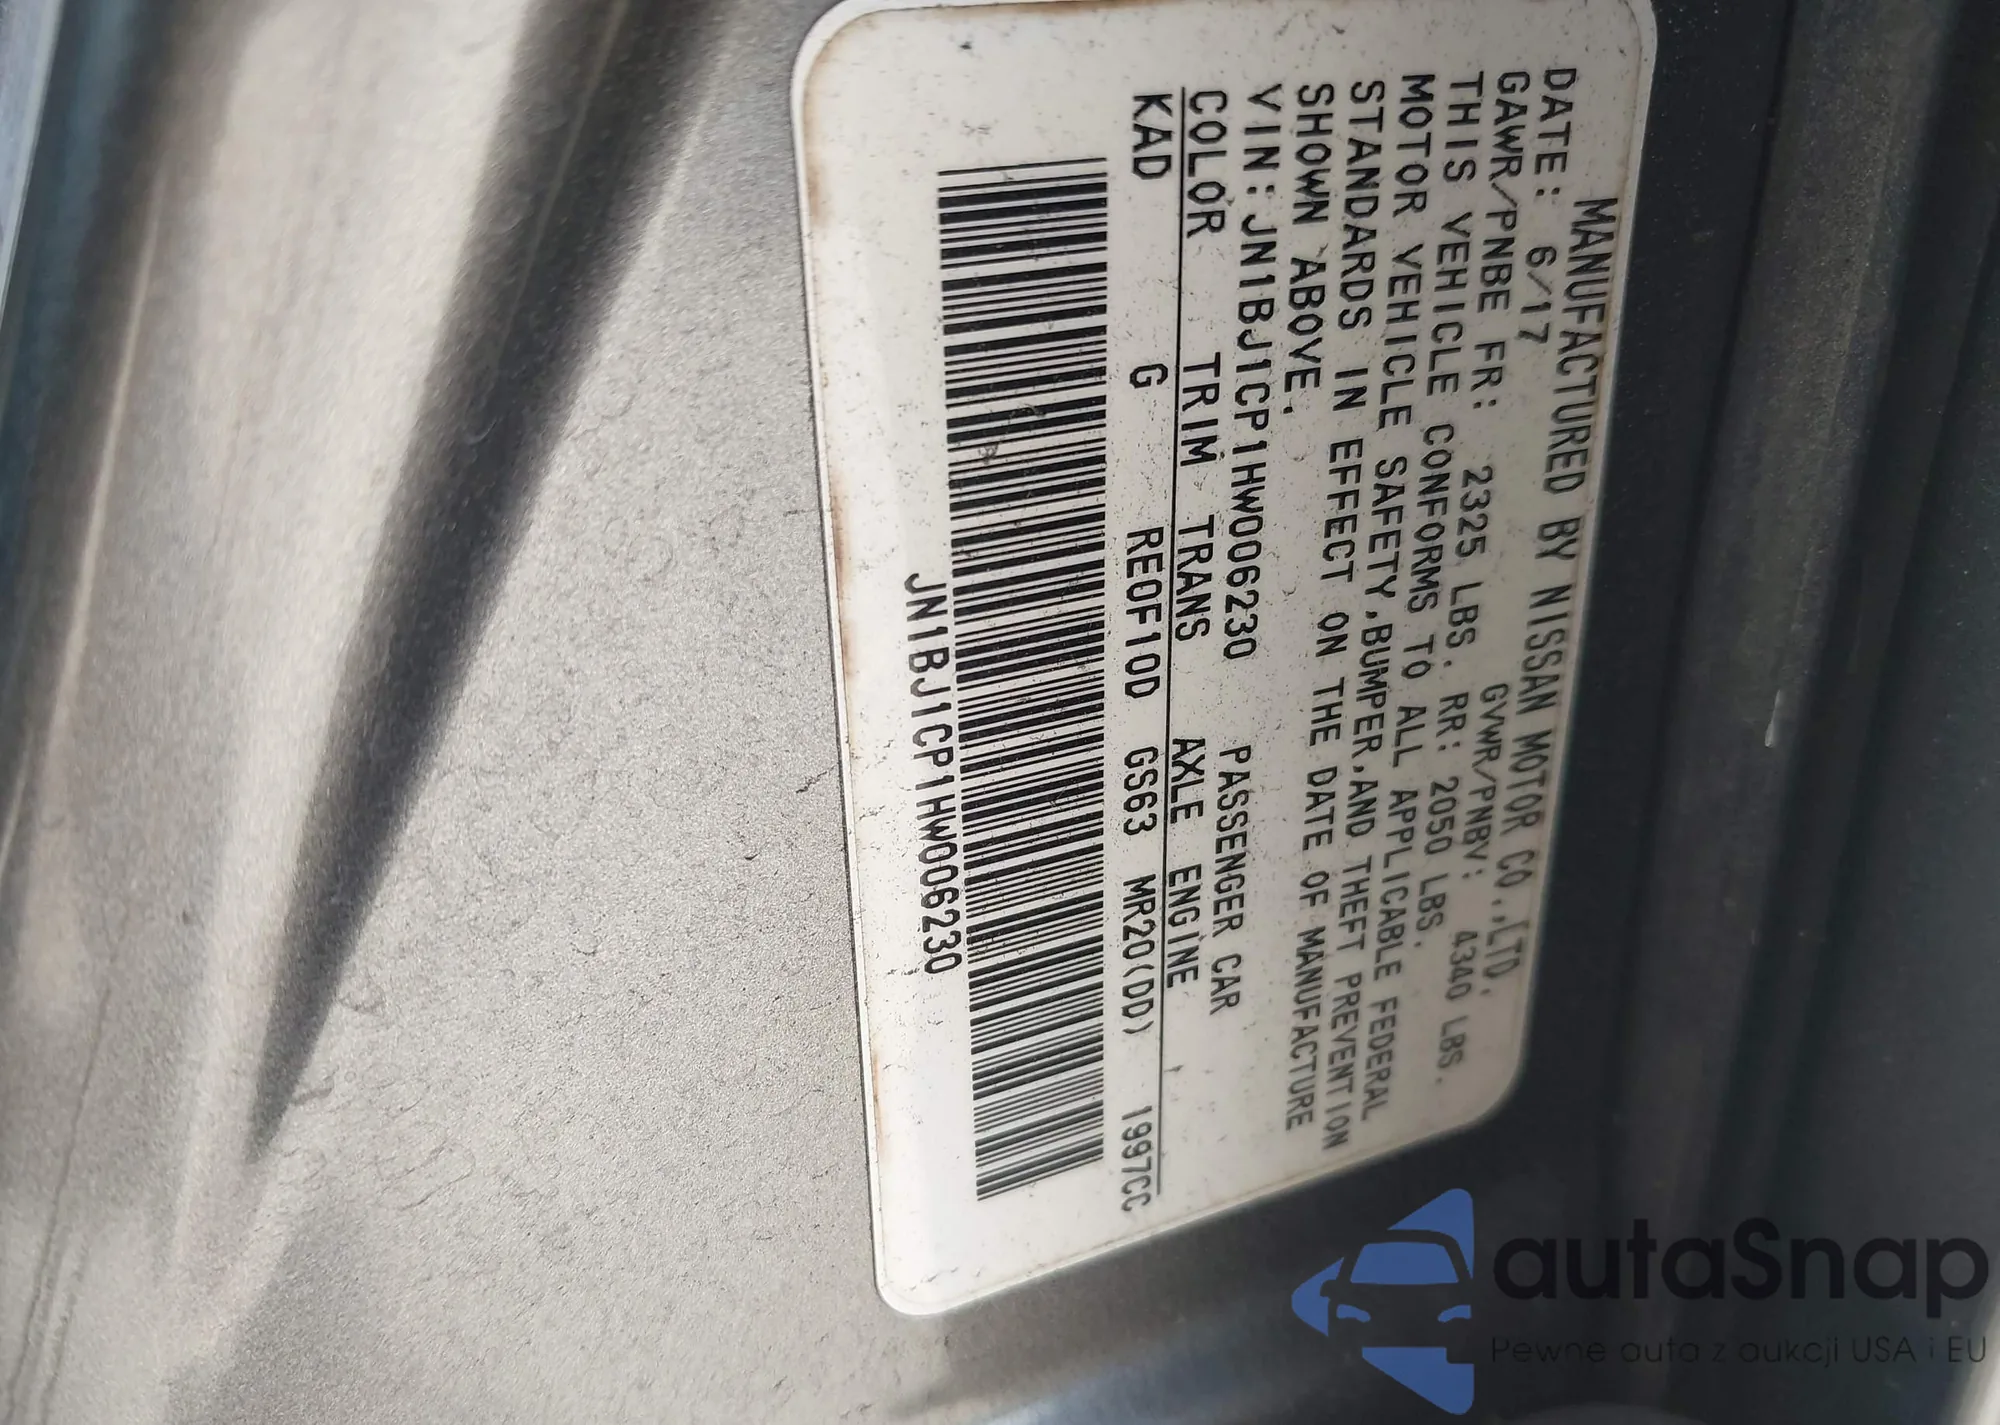 MANUFACTURED BY NISSAN MOTOR CO.,LTD.
DATE: 6/17 GVWR/PNBV: 4340 LBS.
GAWR/PNBE FR: 2325 LBS. RR: 2050 LBS.
THIS VEHICLE CONFORMS TO ALL APPLICABLE FEDERAL
MOTOR VEHICLE SAFETY,BUMPER,AND THEFT PREVENTION
STANDARDS IN EFFECT ON THE DATE OF MANUFACTURE
SHOWN ABOVE.
VIN:JN1BJ1CP1HW006230 PASSENGER CAR
COLOR TRIM TRANS AXLE ENGINE
KAD G RE0F10D GS63 MR20(DD) 1997CC
JN1BJ1CP1HW006230
autaSnap
Pewne auta z aukcji USA i EU